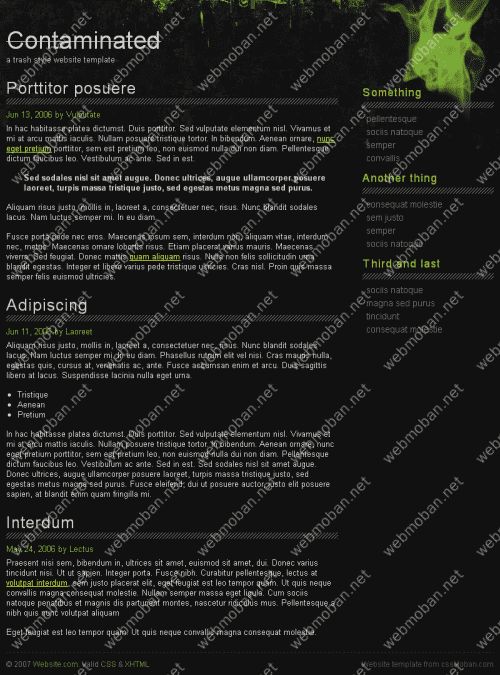 Contaminated
a trash style website template
Porttitor posuere
Jun 13, 2006 by Vulputate
In hac habitasse platea dictumst. Duis porttitor. Sed vulputate elementum nisl. Vivamus et
mi at arcu mattis iaculis. Nullam posuere tristique tortor. In bibendum. Aenean ornare, nunc
eget pretium porttitor, sem est pretium leo, non euismod nulla dui non diam. Pellentesque
dictum faucibus leo. Vestibulum ac ante. Sed in est.
Sed sodales nisl sit amet augue. Donec ultrices, augue ullamcorper posuere
laoreet, turpis massa tristique justo, sed egestas metus magna sed purus.
Aliquam risus justo, mollis in, laoreet a, consectetuer nec, risus. Nunc blandit sodales
lacus. Nam luctus semper mi. In eu diam.
Fusce porta pede nec eros. Maecenas ipsum sem, interdum non, aliquam vitae, interdum
nec, metus. Maecenas ornare lobortis risus. Etiam placerat varius mauris. Maecenas
viverra. Sed feugiat. Donec mattis quam aliquam risus. Nulla non felis sollicitudin urna
blandit egestas. Integer et libero varius pede tristique ultricies. Cras nisl. Proin quis massa
semper felis euismod ultricies.
Adipiscing
Jun 11, 2006 by Laoreet
Aliquam risus justo, mollis in, laoreet a, consectetuer nec, risus. Nunc blandit sodales
lacus. Nam luctus semper mi. In eu diam. Phasellus rutrum elit vel nisi. Cras mauris nulla,
egestas quis, cursus at, venenatis ac, ante. Fusce accumsan enim et arcu. Duis sagittis
libero at lacus. Suspendisse lacinia nulla eget urna.
Tristique
Aenean
Pretium
In hac habitasse platea dictumst. Duis porttitor. Sed vulputate elementum nisl. Vivamus et
mi at arcu mattis iaculis. Nullam posuere tristique tortor. In bibendum. Aenean ornare, nunc
eget pretium porttitor, sem est pretium leo, non euismod nulla dui non diam. Pellentesque
dictum faucibus leo. Vestibulum ac ante. Sed in est. Sed sodales nisl sit amet augue.
Donec ultrices, augue ullamcorper posuere laoreet, turpis massa tristique justo, sed
egestas metus magna sed purus. Fusce eleifend, dui ut posuere auctor, justo elit posuere
sapien, at blandit enim quam fringilla mi.
Interdum
May 24, 2006 by Lectus
Praesent nisi sem, bibendum in, ultrices sit amet, euismod sit amet, dui. Donec varius
tincidunt nisi. Ut ut sapien. Integer porta. Fusce nibh. Curabitur pellentesque, lectus at
volutpat interdum, sem justo placerat elit, eget feugiat est leo tempor quam. Ut quis neque
convallis magna consequat molestie. Nullam semper massa eget ligula. Cum sociis
natoque penatibus et magnis dis parturient montes, nascetur ridiculus mus. Pellentesque a
nibh quis nunc volutpat aliquam
Eget feugiat est leo tempor quam. Ut quis neque convallis magna consequat molestie.
Something
pellentesque
sociis natoque
semper
convallis
Another thing
consequat molestie
sem justo
semper
sociis natoque
Third and last
sociis natoque
magna sed purus
tincidunt
consequat molestie
© 2007 Website.com. Valid CSS & XHTML
Website template from cssmoban.com
webmoban.net